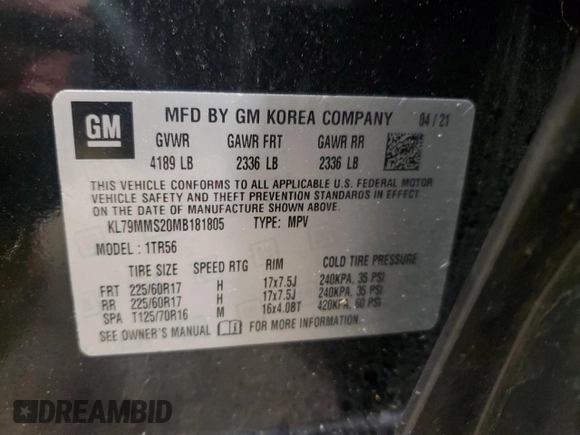 GM
MFD BY GM KOREA COMPANY 04/21
GVWR GAWR FRT GAWR RR
4189 LB 2336 LB 2336 LB
THIS VEHICLE CONFORMS TO ALL APPLICABLE U.S. FEDERAL MOTOR
VEHICLE SAFETY AND THEFT PREVENTION STANDARDS IN EFFECT
ON THE DATE OF MANUFACTURE SHOWN ABOVE.
KL79MMS20MB181805 TYPE: MPV
MODEL : 1TR56
TIRE SIZE SPEED RTG RIM COLD TIRE PRESSURE
FRT 225/60R17 H 17x7.5J 240KPA, 35 PSI
RR 225/60R17 H 17x7.5J 240KPA, 35 PSI
SPA T125/70R16 M 16x4.0BT 420KPA, 60 PSI
SEE OWNER'S MANUAL FOR MORE INFORMATION.
DREAMBID